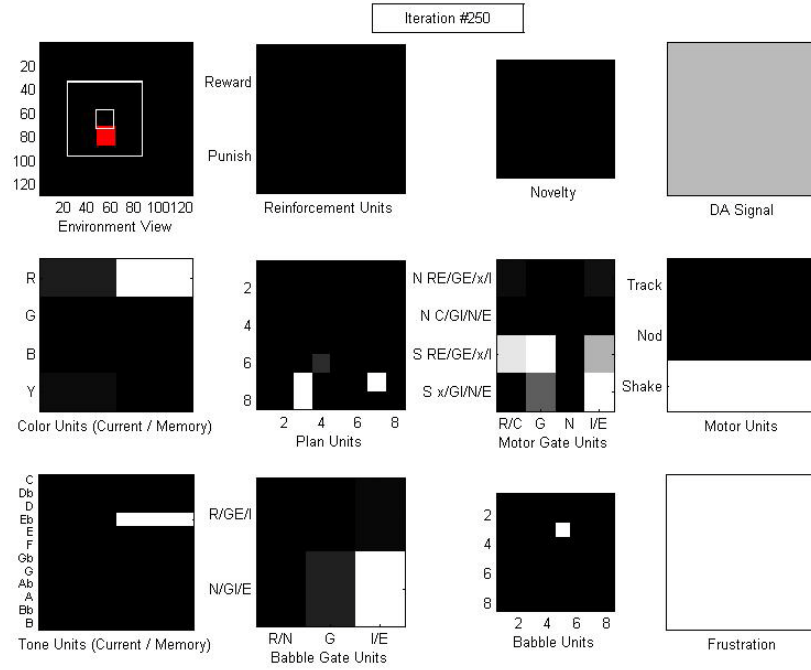 Iteration #250
20
40
60
80
100
120
20 40 60 80 100120
Environment View
Reward
Punish
Reinforcement Units
Novelty
DA Signal
R
G
B
Y
Color Units (Current / Memory)
2
4
6
8
2 4 6 8
Plan Units
N RE/GE/x/I
N C/GI/N/E
S RE/GE/x/I
S x/GI/N/E
R/C G N I/E
Motor Gate Units
Track
Nod
Shake
Motor Units
C
Db
D
Eb
E
F
Gb
G
Ab
A
Bb
B
Tone Units (Current / Memory)
R/GE/I
N/GI/E
R/N G I/E
Babble Gate Units
2
4
6
8
2 4 6 8
Babble Units
Frustration